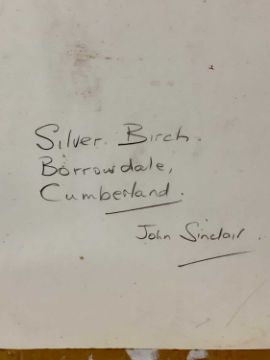 Silver. Birch.
Borrowdale,
Cumberland.
John Sinclair.